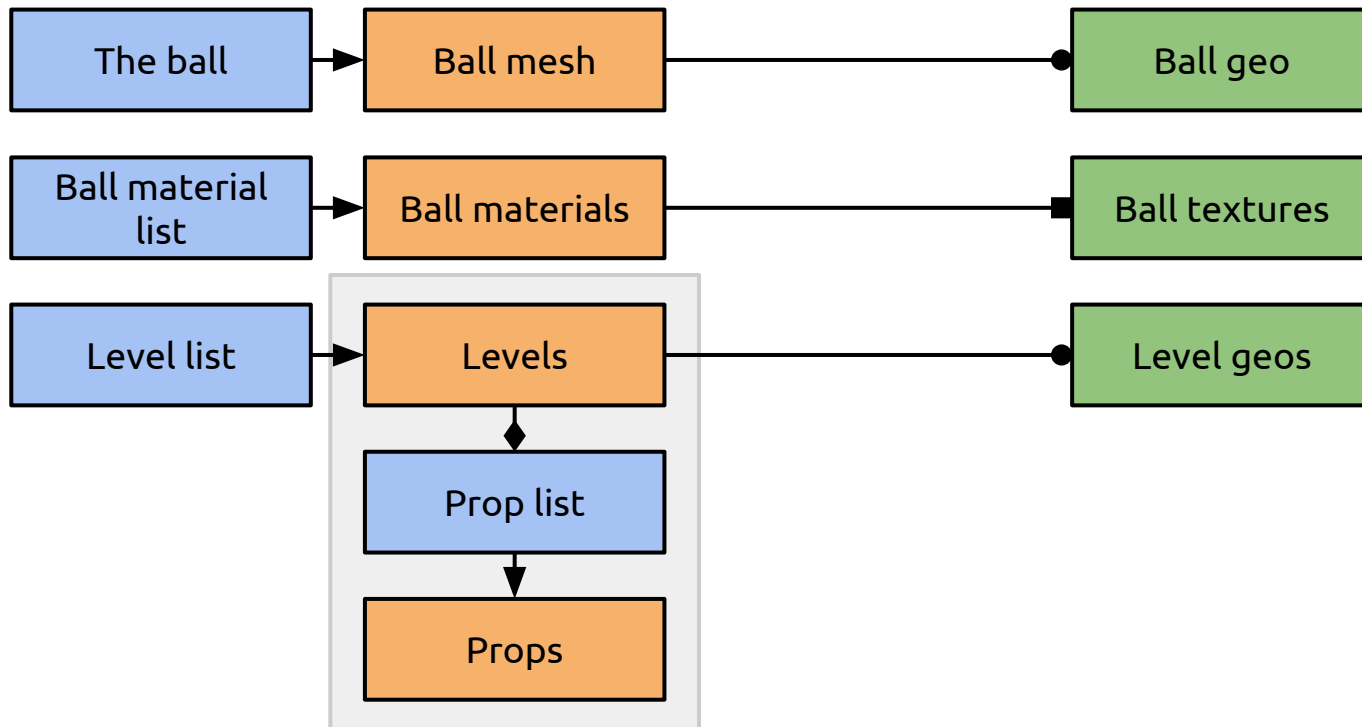 The ball
Ball mesh
Ball geo
Ball material
list
Ball materials
Ball textures
Level list
Levels
Level geos
Prop list
Props